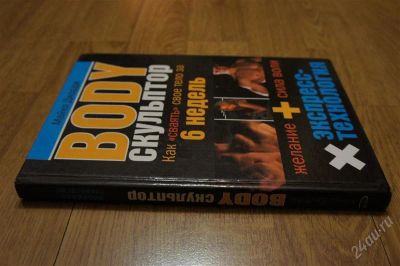 BODY
СКУЛЬПТОР
Как «сваять» свое тело за
6 недель
желание + сила воли
× экспресс-
технология
BODY скульптор
24au.ru